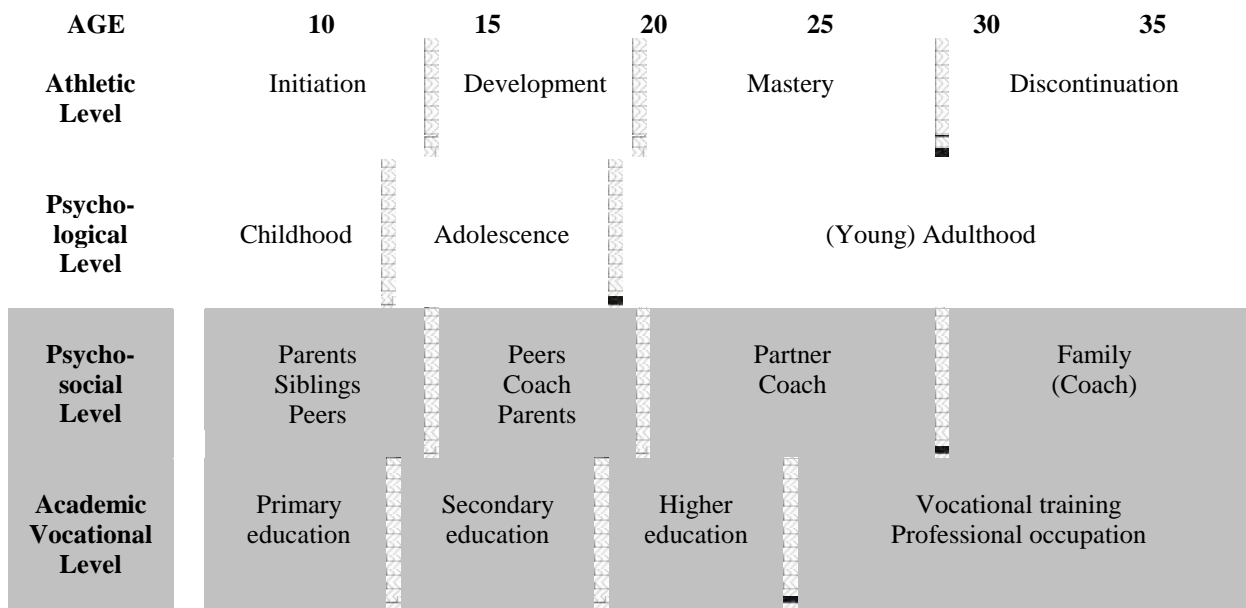 AGE 10 15 20 25 30 35
Athletic Level
Initiation Development Mastery Discontinuation
Psycho-
logical
Level
Childhood Adolescence (Young) Adulthood
Psycho-
social
Level
Parents
Siblings
Peers
Peers
Coach
Parents
Partner
Coach
Family
(Coach)
Academic
Vocational
Level
Primary
education
Secondary
education
Higher
education
Vocational training
Professional occupation